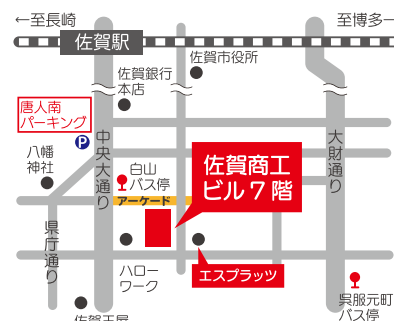 ←至長崎
至博多
佐賀駅
佐賀市役所
佐賀銀行
本店
唐人南
パーキング
P
中央大通り
大財通り
八幡
神社
白山
バス停
佐賀商工
ビル7階
アーケード
県庁通り
ハロー
ワーク
エスプラッツ
呉服元町
バス停
佐賀玉屋